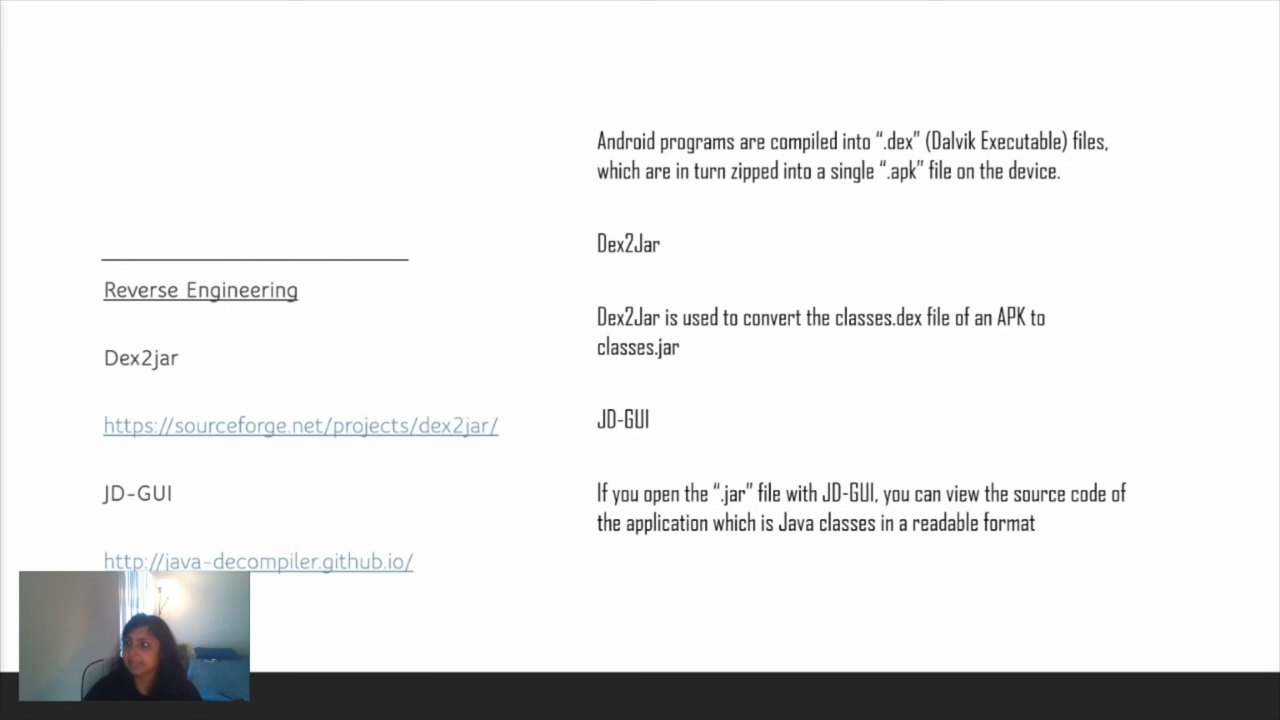 Reverse Engineering
Dex2jar
https://sourceforge.net/projects/dex2jar/
JD-GUI
http://java-decompiler.github.io/
Android programs are compiled into “.dex” (Dalvik Executable) files,
which are in turn zipped into a single “.apk” file on the device.
Dex2Jar
Dex2Jar is used to convert the classes.dex file of an APK to
classes.jar
JD-GUI
If you open the “.jar” file with JD-GUI, you can view the source code of
the application which is Java classes in a readable format